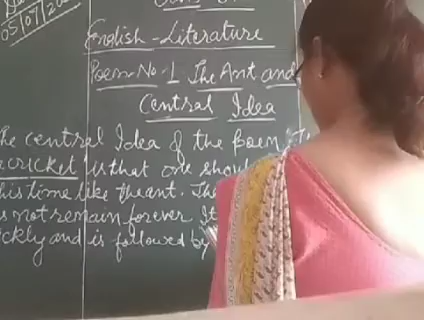 05/07/20
English - Literature
Poem No - 1 The Ant and
Central Idea
he central Idea of the poem
cricket is that one shou
his time like the ant. The
s not remain forever. It
ckly and is followed by